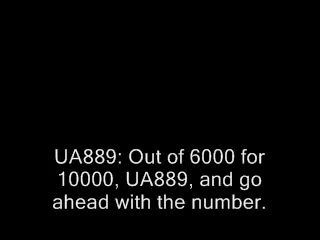 UA889: Out of 6000 for
10000, UA889, and go
ahead with the number.